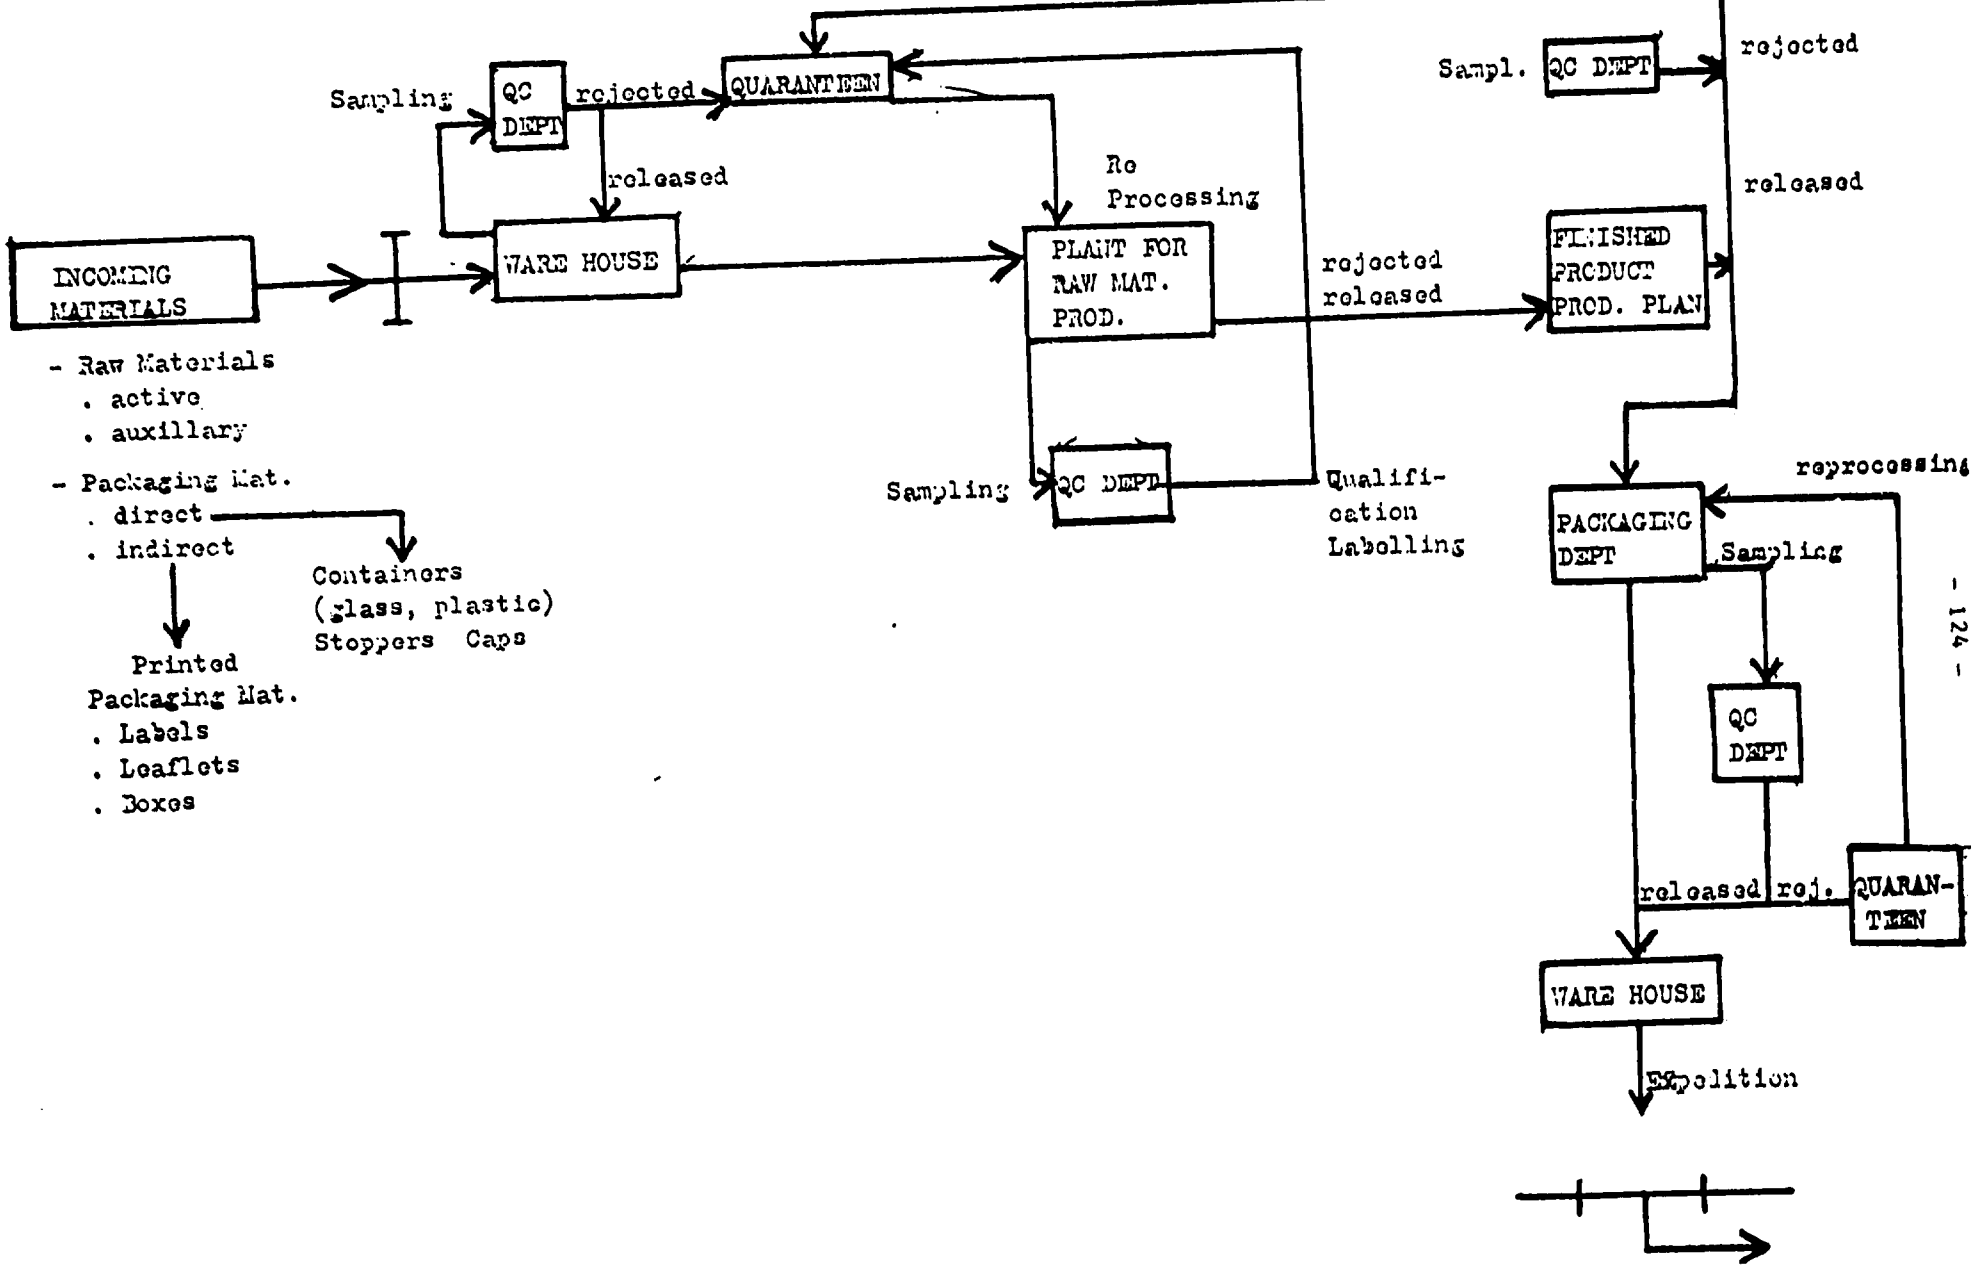 Sampling
QC
DEPT
rejected
released
QUARANTEEN
Sampl.
QC DEPT
rejected
released
INCOMING
MATERIALS
WARE HOUSE
Re
Processing
PLANT FOR
RAW MAT.
PROD.
rejected
released
FINISHED
PRODUCT
PROD. PLAN
- Raw Materials
. active
. auxillary
- Packaging Mat.
. direct
. indirect
Containers
(glass, plastic)
Stoppers Caps
Printed
Packaging Mat.
. Labels
. Leaflets
. Boxes
Sampling
QC DEPT
Qualifi-
cation
Labelling
reprocessing
PACKAGING
DEPT
Sampling
QC
DEPT
released
rej.
QUARAN-
TEEN
WARE HOUSE
- 124 -